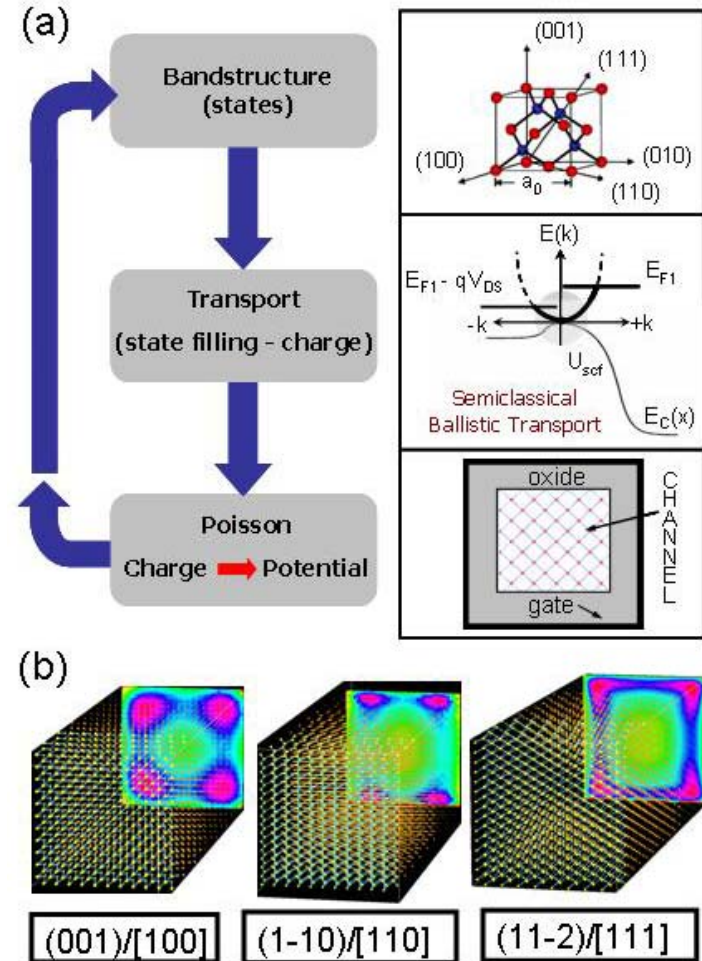 (a)
Bandstructure
(states)
Transport
(state filling - charge)
Poisson
Charge Potential
(001)
(111)
(100)
(010)
a0
(110)
E(k)
EF1 - qVDS
EF1
-k
+k
Uscf
Semiclassical
Ballistic Transport
EC(x)
oxide
CHANNEL
gate
(b)
(001)/[100]
(1-10)/[110]
(11-2)/[111]